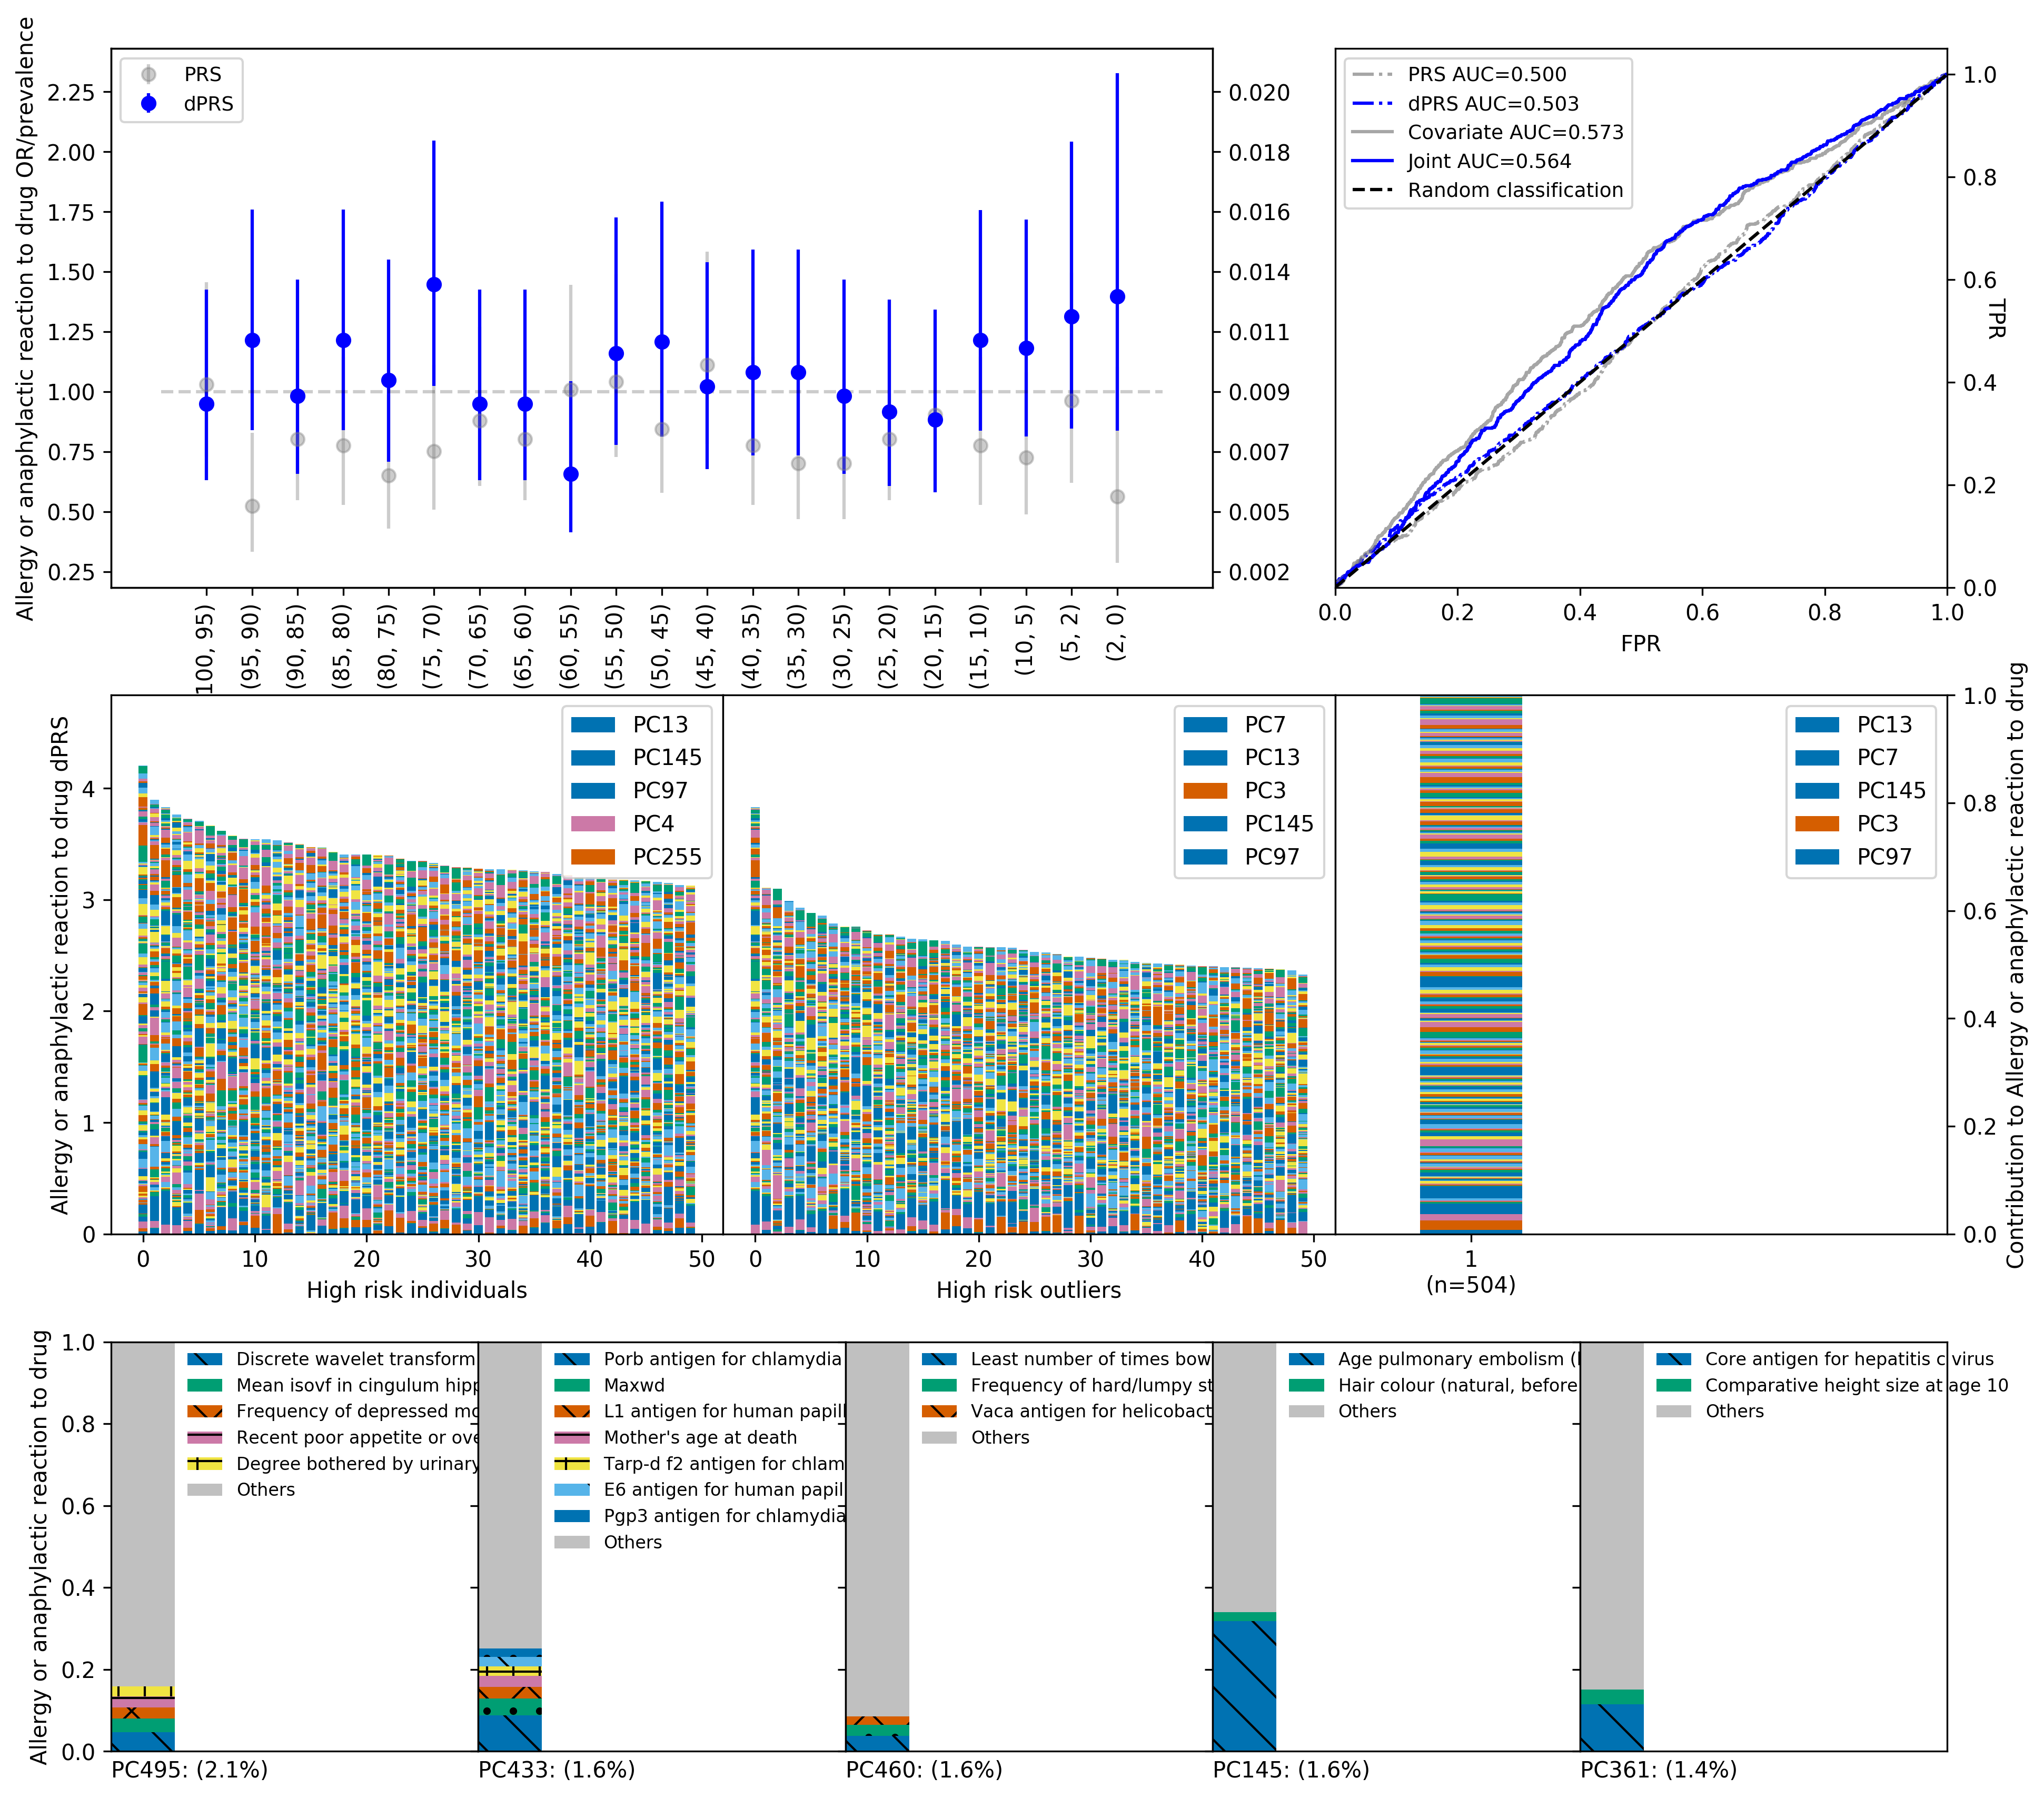 Allergy or anaphylactic reaction to drug OR/prevalence
2.25
2.00
1.75
1.50
1.25
1.00
0.75
0.50
0.25
PRS
dPRS
0.020
0.018
0.016
0.014
0.011
0.009
0.007
0.005
0.002
100, 95)
(95, 90)
(90, 85)
(85, 80)
(80, 75)
(75, 70)
(70, 65)
(65, 60)
(60, 55)
(55, 50)
(50, 45)
(45, 40)
(40, 35)
(35, 30)
(30, 25)
(25, 20)
(20, 15)
(15, 10)
(10, 5)
(5, 2)
(2, 0)
PRS AUC=0.500
dPRS AUC=0.503
Covariate AUC=0.573
Joint AUC=0.564
Random classification
1.0
0.8
0.6
0.4
0.2
0.0
TPR
0.0
0.2
0.4
0.6
0.8
1.0
FPR
Allergy or anaphylactic reaction to drug dPRS
4
3
2
1
0
PC13
PC145
PC97
PC4
PC255
0
10
20
30
40
50
High risk individuals
PC7
PC13
PC3
PC145
PC97
0
10
20
30
40
50
High risk outliers
PC13
PC7
PC145
PC3
PC97
1
(n=504)
1.0
0.8
0.6
0.4
0.2
0.0
Contribution to Allergy or anaphylactic reaction to drug
Allergy or anaphylactic reaction to drug
1.0
0.8
0.6
0.4
0.2
0.0
Discrete wavelet transform
Mean isovf in cingulum hipp
Frequency of depressed mo
Recent poor appetite or ove
Degree bothered by urinary
Others
PC495: (2.1%)
Porb antigen for chlamydia
Maxwd
L1 antigen for human papill
Mother's age at death
Tarp-d f2 antigen for chlam
E6 antigen for human papil
Pgp3 antigen for chlamydia
Others
PC433: (1.6%)
Least number of times bow
Frequency of hard/lumpy st
Vaca antigen for helicobact
Others
PC460: (1.6%)
Age pulmonary embolism (
Hair colour (natural, before
Others
PC145: (1.6%)
Core antigen for hepatitis c virus
Comparative height size at age 10
Others
PC361: (1.4%)